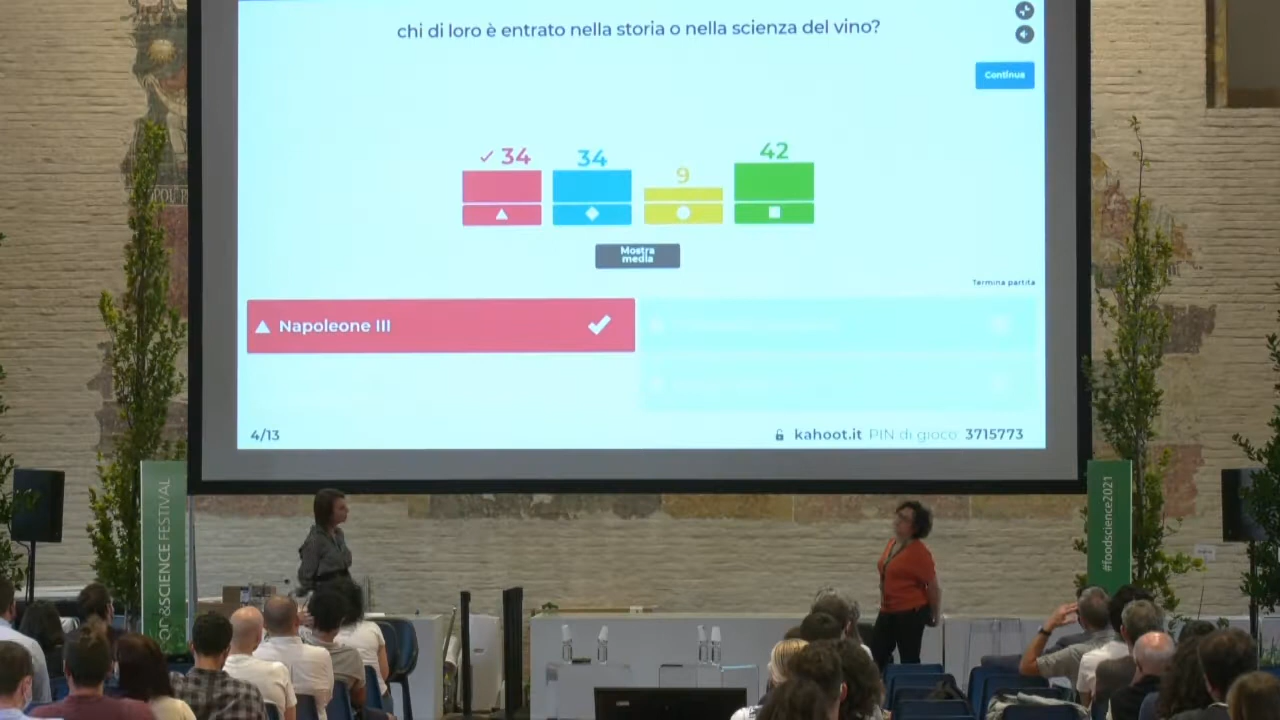 chi di loro è entrato nella storia o nella scienza del vino?
Continua
34
34
9
42
Mostra
media
Termina partita
Napoleone III
4/13
kahoot.it PIN di gioco: 3715773
&SCIENCE FESTIVAL
#foodscience2021